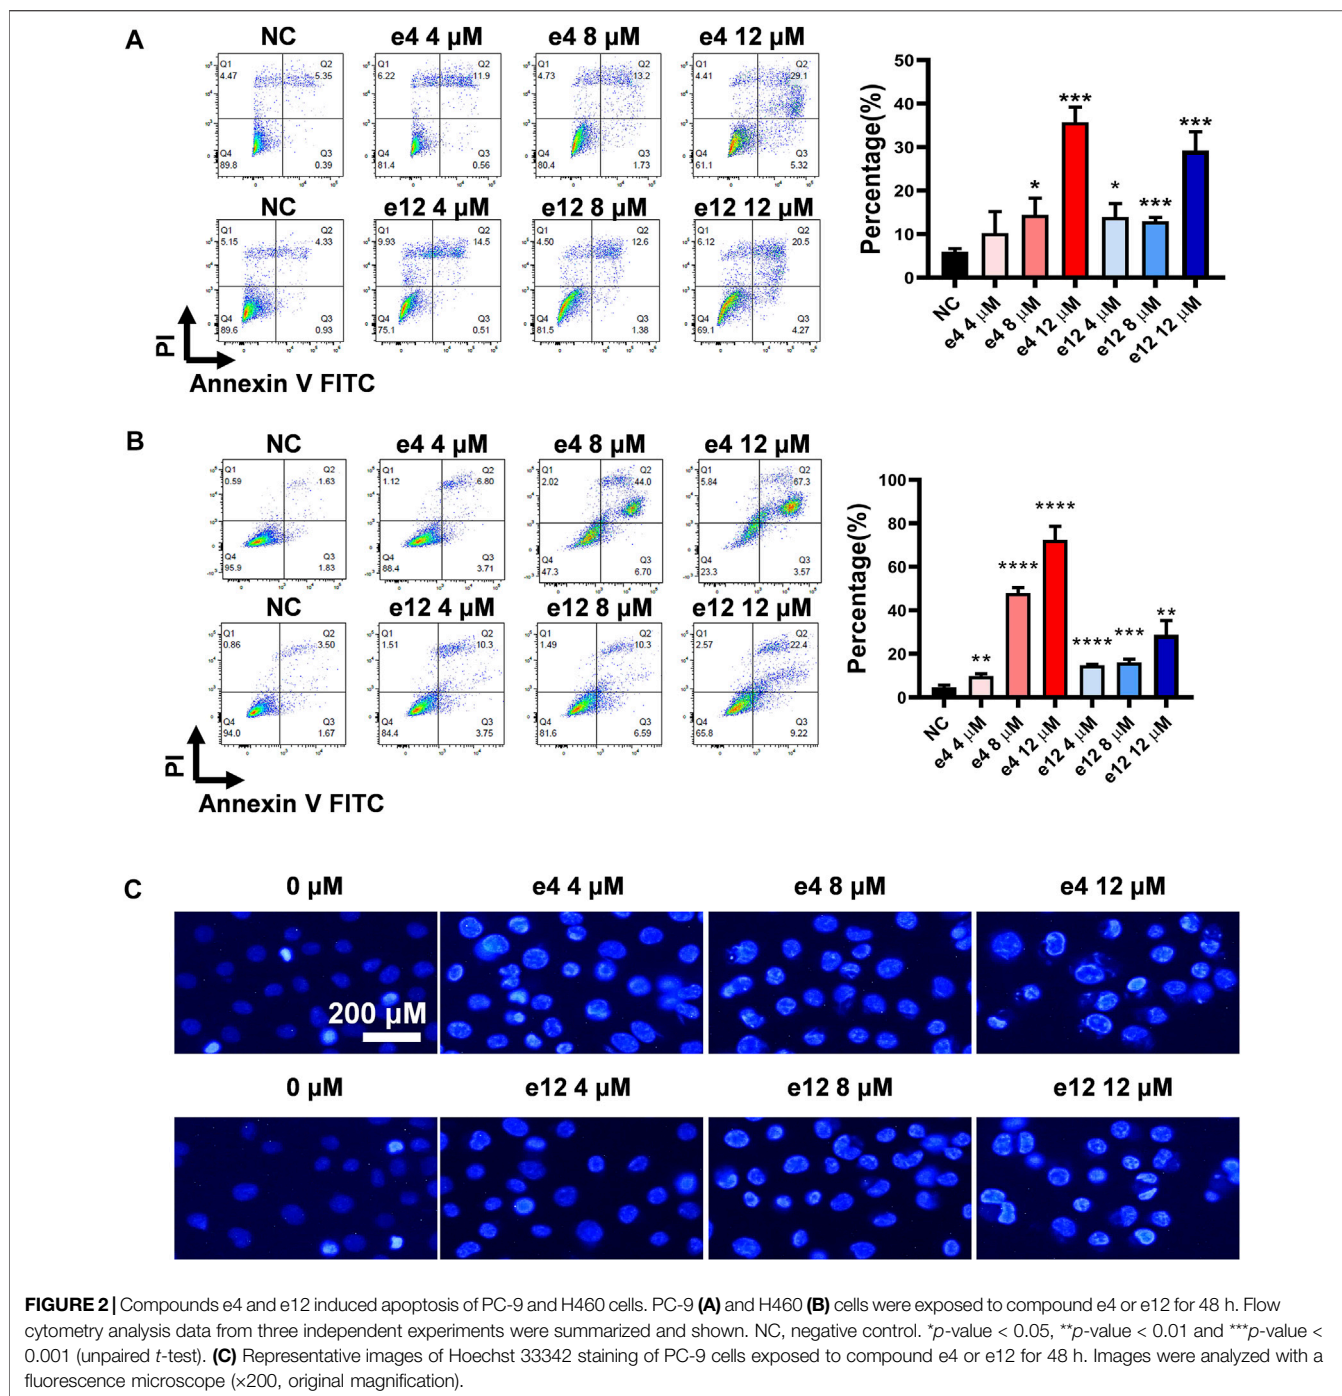 A
NC
e4 4 μM
e4 8 μM
e4 12 μM
Q1
4.47
Q2
5.35
Q4
89.8
Q3
0.39
Q1
6.22
Q2
11.9
Q4
81.4
Q3
0.56
Q1
4.73
Q2
13.2
Q4
80.4
Q3
1.73
Q1
4.41
Q2
29.1
Q4
61.1
Q3
5.32
NC
e12 4 μM
e12 8 μM
e12 12 μM
Q1
5.15
Q2
4.33
Q4
89.6
Q3
0.93
Q1
9.93
Q2
14.5
Q4
75.1
Q3
0.51
Q1
4.50
Q2
12.6
Q4
81.5
Q3
1.38
Q1
6.12
Q2
20.5
Q4
69.1
Q3
4.27
PI
Annexin V FITC
Percentage(%)
50
40
30
20
10
0
*
***
*
***
***
NC
e4 4 μM
e4 8 μM
e4 12 μM
e12 4 μM
e12 8 μM
e12 12 μM
B
NC
e4 4 μM
e4 8 μM
e4 12 μM
Q1
0.59
Q2
1.63
Q4
95.9
Q3
1.83
Q1
1.12
Q2
6.80
Q4
88.4
Q3
3.71
Q1
2.02
Q2
44.0
Q4
47.3
Q3
6.70
Q1
5.84
Q2
67.3
Q4
23.3
Q3
3.57
NC
e12 4 μM
e12 8 μM
e12 12 μM
Q1
0.86
Q2
3.50
Q4
94.0
Q3
1.67
Q1
1.51
Q2
10.3
Q4
84.4
Q3
3.75
Q1
1.49
Q2
10.3
Q4
81.6
Q3
6.59
Q1
2.57
Q2
22.4
Q4
65.8
Q3
9.22
PI
Annexin V FITC
Percentage(%)
100
80
60
40
20
0
**
****
****
****
***
**
NC
e4 4 μM
e4 8 μM
e4 12 μM
e12 4 μM
e12 8 μM
e12 12 μM
C
0 μM
e4 4 μM
e4 8 μM
e4 12 μM
200 μM
0 μM
e12 4 μM
e12 8 μM
e12 12 μM
FIGURE 2 | Compounds e4 and e12 induced apoptosis of PC-9 and H460 cells. PC-9 (A) and H460 (B) cells were exposed to compound e4 or e12 for 48 h. Flow
cytometry analysis data from three independent experiments were summarized and shown. NC, negative control. *p-value < 0.05, **p-value < 0.01 and ***p-value <
0.001 (unpaired t-test). (C) Representative images of Hoechst 33342 staining of PC-9 cells exposed to compound e4 or e12 for 48 h. Images were analyzed with a
fluorescence microscope (×200, original magnification).